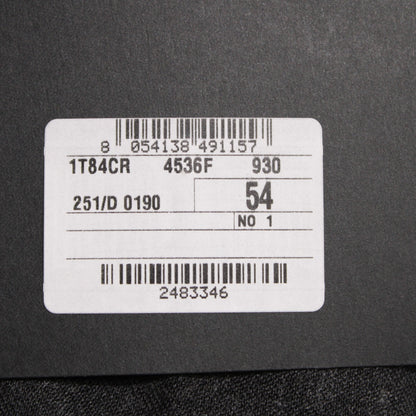 8 054138 491157
1T84CR 4536F 930
251/D 0190 54
NO 1
2483346